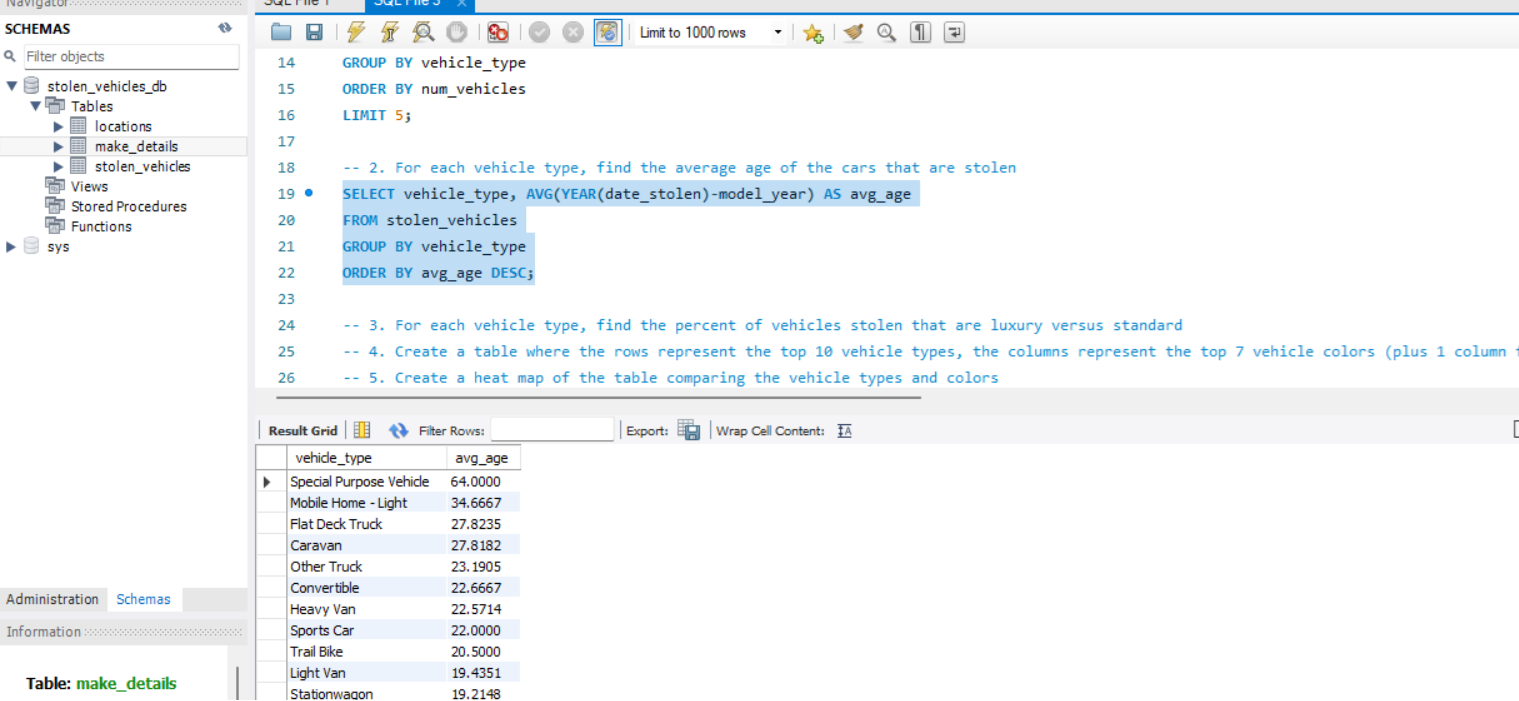 Navigator
SCHEMAS
Filter objects
stolen_vehicles_db
Tables
locations
make_details
stolen_vehicles
Views
Stored Procedures
Functions
sys
Administration Schemas
Information
Table: make_details
SQL File 1 SQL File 3
Limit to 1000 rows
14 GROUP BY vehicle_type
15 ORDER BY num_vehicles
16 LIMIT 5;
17
18 -- 2. For each vehicle type, find the average age of the cars that are stolen
19 SELECT vehicle_type, AVG(YEAR(date_stolen)-model_year) AS avg_age
20 FROM stolen_vehicles
21 GROUP BY vehicle_type
22 ORDER BY avg_age DESC;
23
24 -- 3. For each vehicle type, find the percent of vehicles stolen that are luxury versus standard
25 -- 4. Create a table where the rows represent the top 10 vehicle types, the columns represent the top 7 vehicle colors (plus 1 column
26 -- 5. Create a heat map of the table comparing the vehicle types and colors
Result Grid Filter Rows: Export: Wrap Cell Content:
vehicle_type avg_age
Special Purpose Vehicle 64.0000
Mobile Home - Light 34.6667
Flat Deck Truck 27.8235
Caravan 27.8182
Other Truck 23.1905
Convertible 22.6667
Heavy Van 22.5714
Sports Car 22.0000
Trail Bike 20.5000
Light Van 19.4351
Stationwagon 19.2148